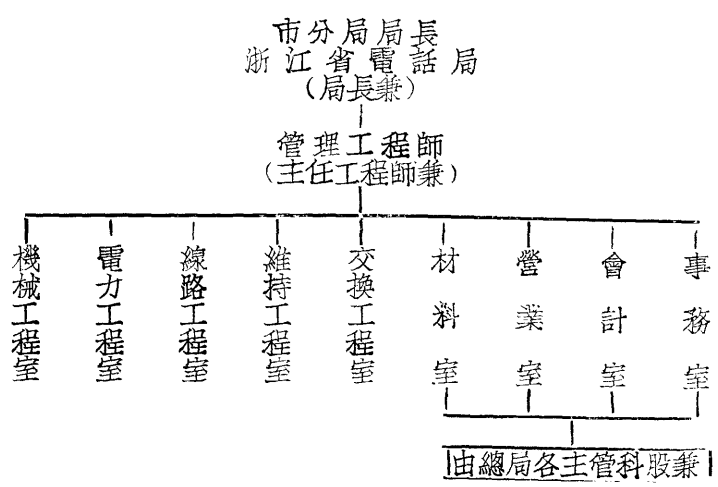 市分局局長
浙江省電話局
(局長兼)
管理工程師
(主任工程師兼)
機械工程室
電力工程室
線路工程室
維持工程室
交換工程室
材料室
營業室
會計室
事務室
由總局各主管科股兼